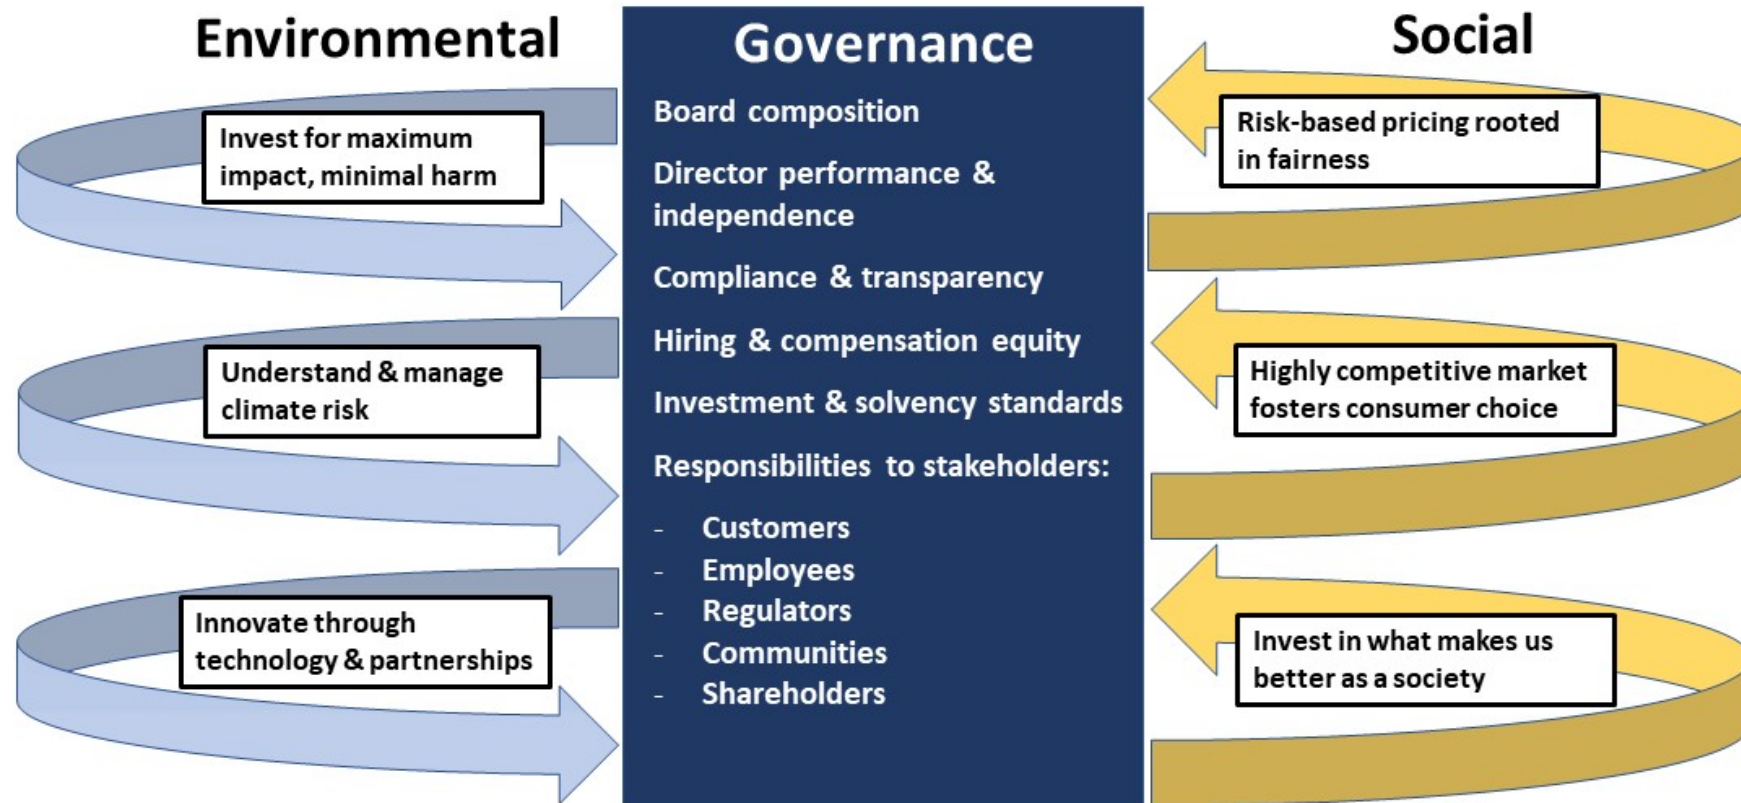 Environmental
Invest for maximum
impact, minimal harm
Understand & manage
climate risk
Innovate through
technology & partnerships
Governance
Board composition
Director performance &
independence
Compliance & transparency
Hiring & compensation equity
Investment & solvency standards
Responsibilities to stakeholders:
- Customers
- Employees
- Regulators
- Communities
- Shareholders
Social
Risk-based pricing rooted
in fairness
Highly competitive market
fosters consumer choice
Invest in what makes us
better as a society